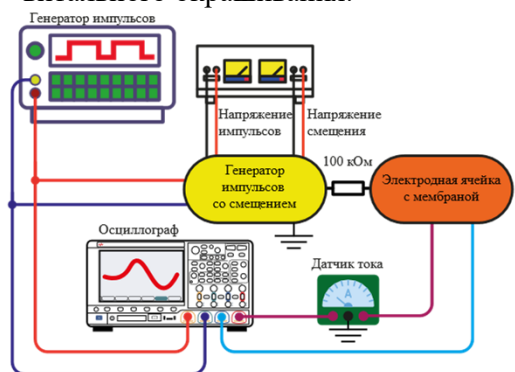 Генератор импульсов
Напряжение
импульсов
Напряжение
смещения
100 кОм
Генератор
импульсов
со смещением
Электродная ячейка
с мембраной
Осциллограф
Датчик тока
A